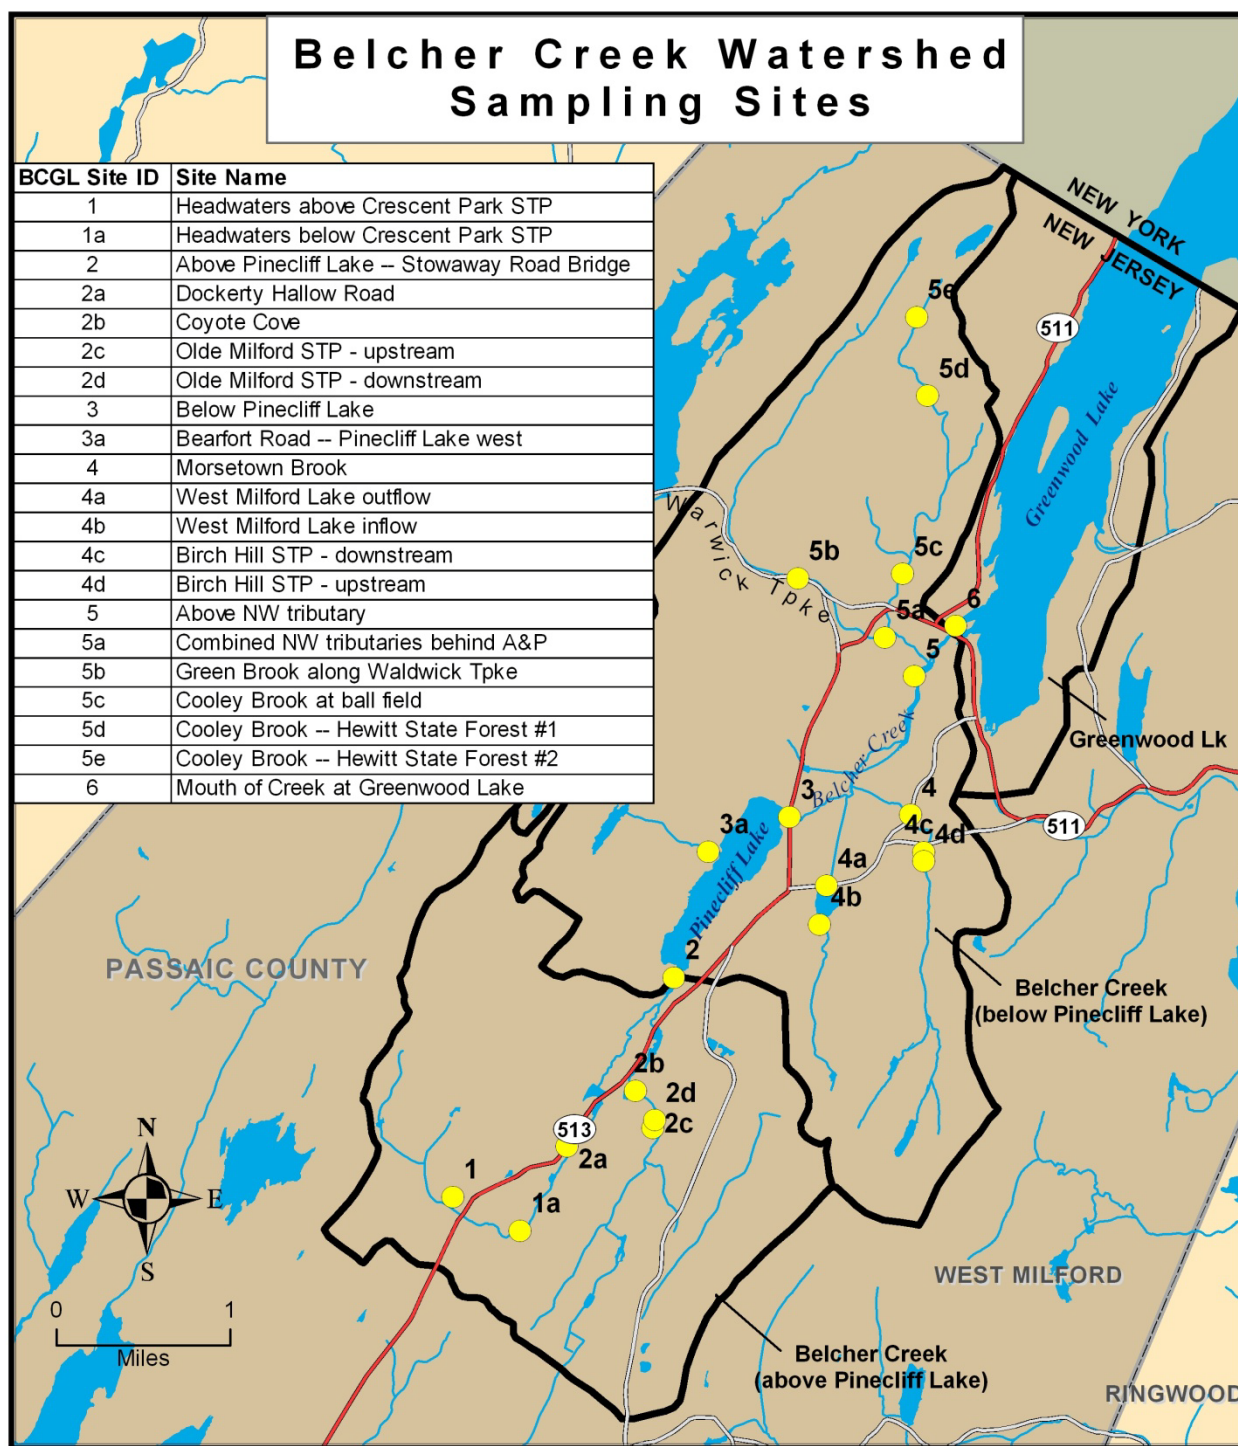 Belcher Creek Watershed
Sampling Sites
BCGL Site ID Site Name
1 Headwaters above Crescent Park STP
1a Headwaters below Crescent Park STP
2 Above Pinecliff Lake -- Stowaway Road Bridge
2a Dockerty Hallow Road
2b Coyote Cove
2c Olde Milford STP - upstream
2d Olde Milford STP - downstream
3 Below Pinecliff Lake
3a Bearfort Road -- Pinecliff Lake west
4 Morsetown Brook
4a West Milford Lake outflow
4b West Milford Lake inflow
4c Birch Hill STP - downstream
4d Birch Hill STP - upstream
5 Above NW tributary
5a Combined NW tributaries behind A&P
5b Green Brook along Waldwick Tpke
5c Cooley Brook at ball field
5d Cooley Brook -- Hewitt State Forest #1
5e Cooley Brook -- Hewitt State Forest #2
6 Mouth of Creek at Greenwood Lake
NEW YORK
NEW JERSEY
5e
511
5d
Greenwood Lake
Warwick Tpke
5b
5c
5a
6
5
Greenwood Lk
Belcher Creek
3
4
3a
4c
4d
511
4a
4b
Pinecliff Lake
2
PASSAIC COUNTY
Belcher Creek
(below Pinecliff Lake)
2b
2d
513
2c
2a
1
1a
N
W
E
S
WEST MILFORD
0 1
Miles
Belcher Creek
(above Pinecliff Lake)
RINGWOOD